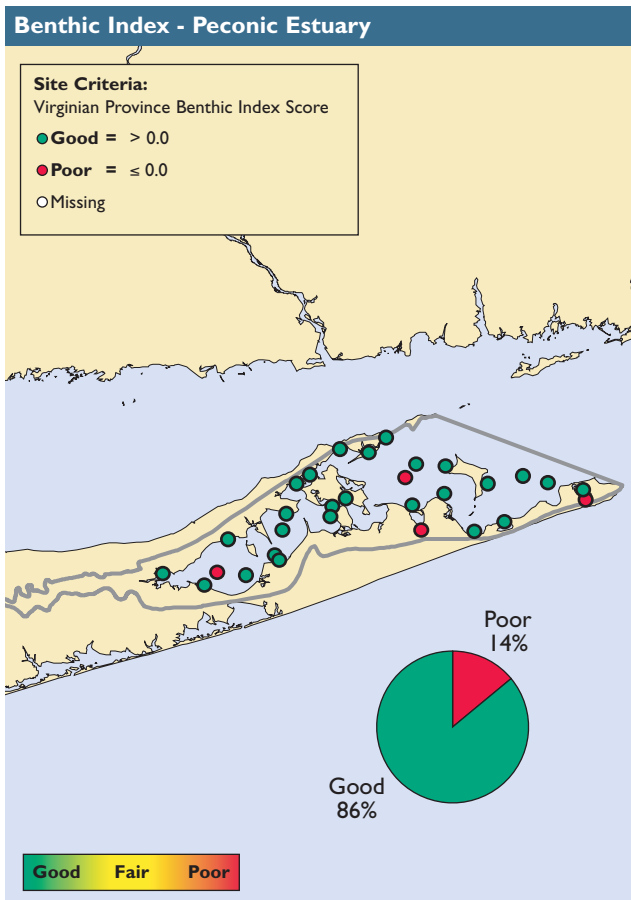 Benthic Index - Peconic Estuary
Site Criteria:
Virginian Province Benthic Index Score
Good = > 0.0
Poor = ≤ 0.0
Missing
Poor
14%
Good
86%
Good Fair Poor